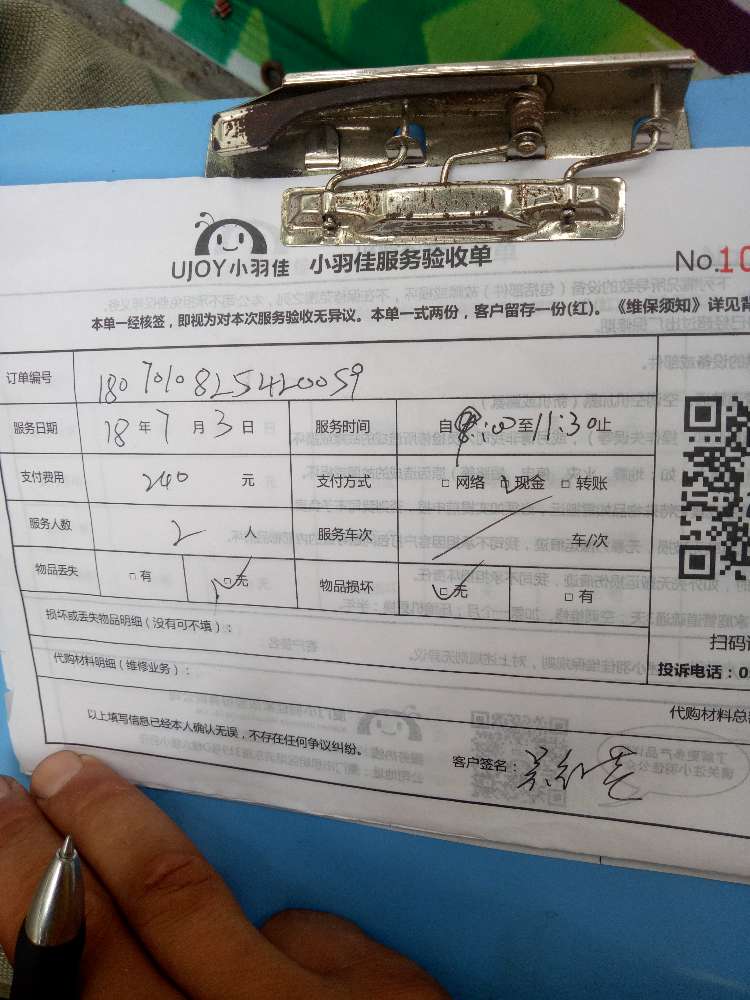 UJOY小羽佳 小羽佳服务验收单 No.10
本单一经核签，即视为对本次服务验收无异议。本单一式两份，客户留存一份(红)。《维保须知》详见背
订单编号 1807010825420059
服务日期 18年7月3日 服务时间 自8:00至11:30止
支付费用 240 元 支付方式 □ 网络 ☑ 现金 □ 转账
服务人数 2 人 服务车次 / 车/次
物品丢失 □ 有 ☑ 无 物品损坏 ☑ 无 □ 有
损坏或丢失物品明细（没有可不填）：
扫码
代购材料明细（维修业务）：
投诉电话：0
代购材料总
以上填写信息已经本人确认无误，不存在任何争议纠纷。
客户签名：